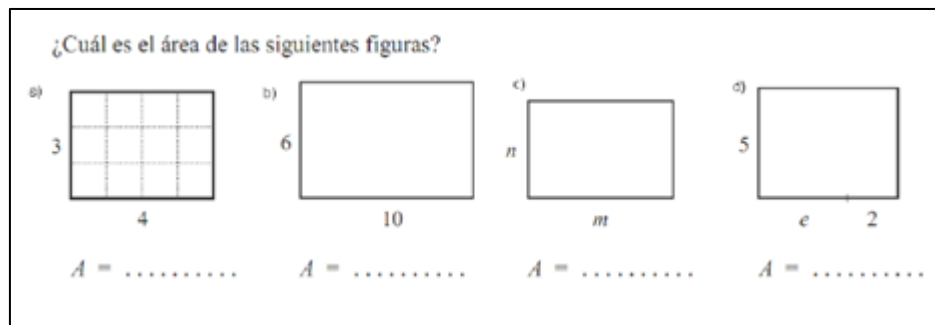 ¿Cuál es el área de las siguientes figuras?
a) b) c) d)
3 6 n 5
4 10 m e 2
A = .......... A = .......... A = .......... A = ..........